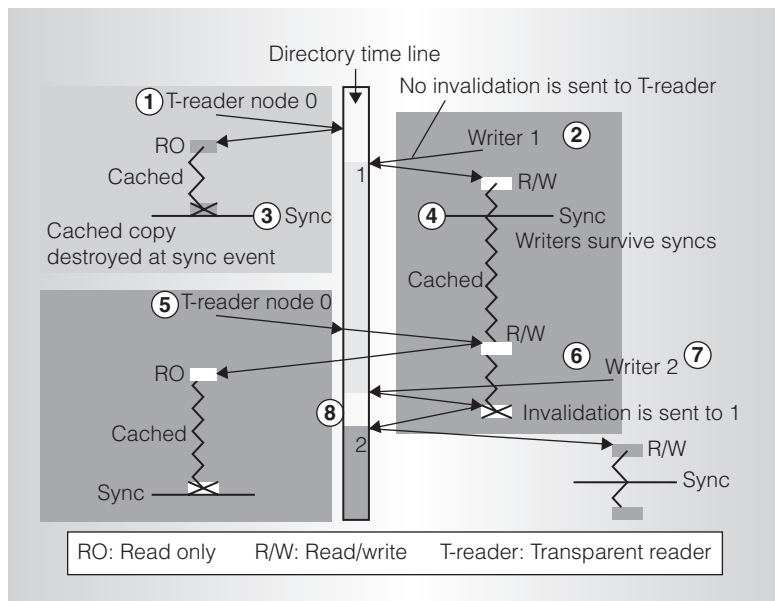 Directory time line
No invalidation is sent to T-reader
1 T-reader node 0
Writer 1 2
RO
R/W
1
Cached
3 Sync
4 Sync
Cached copy
destroyed at sync event
Writers survive syncs
Cached
5 T-reader node 0
R/W
6
7
Writer 2
RO
8
Invalidation is sent to 1
Cached
2
R/W
Sync
Sync
RO: Read only R/W: Read/write T-reader: Transparent reader